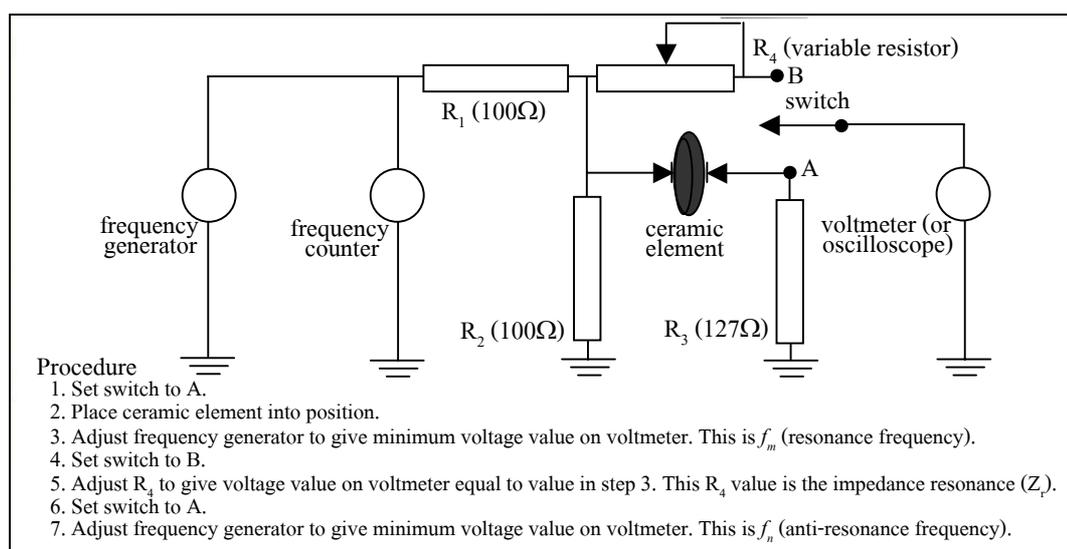 R4 (variable resistor)
B
R1 (100Ω)
switch
A
frequency
generator
frequency
counter
ceramic
element
voltmeter (or
oscilloscope)
R2 (100Ω)
R3 (127Ω)
Procedure
1. Set switch to A.
2. Place ceramic element into position.
3. Adjust frequency generator to give minimum voltage value on voltmeter. This is fm (resonance frequency).
4. Set switch to B.
5. Adjust R4 to give voltage value on voltmeter equal to value in step 3. This R4 value is the impedance resonance (Zr).
6. Set switch to A.
7. Adjust frequency generator to give minimum voltage value on voltmeter. This is fn (anti-resonance frequency).